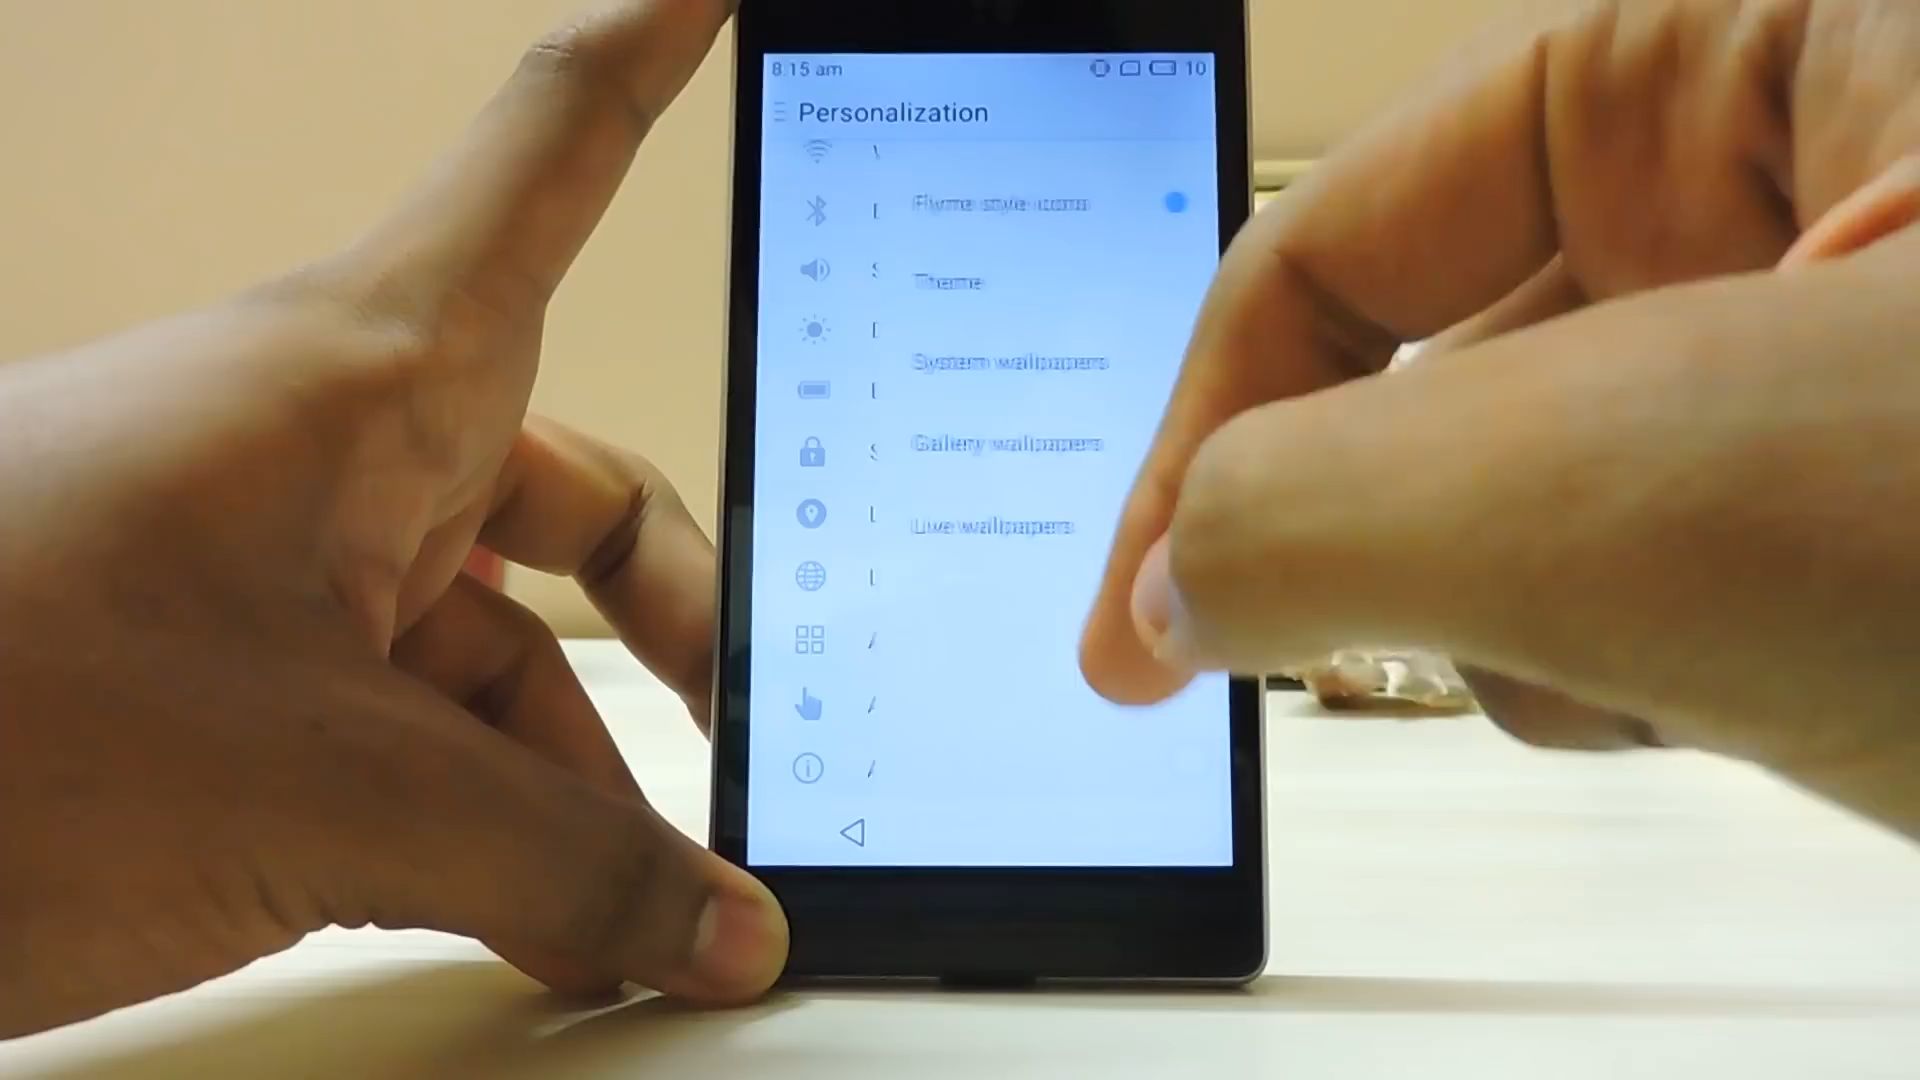 8.15 am 10
Personalization
Flyme style icons
Theme
System wallpapers
Gallery wallpapers
Live wallpapers